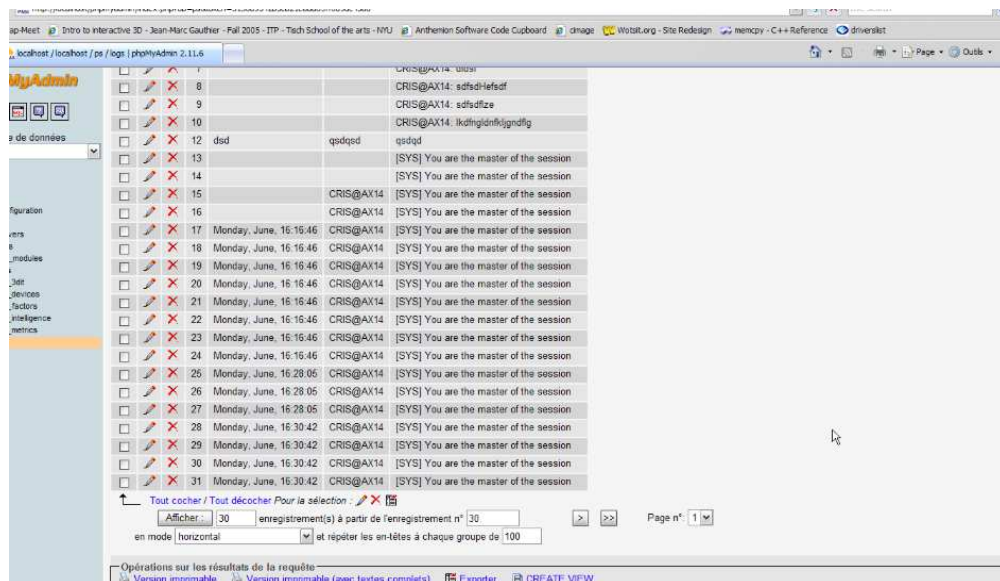 ap-Meet Intro to interactive 3D - Jean-Marc Gauthier - Fall 2005 - ITP - Tisch School of the arts - NYU Anthemion Software Code Cupboard cimage Wotsit.org - Site Redesign memcpy - C++ Reference driverslist
localhost / localhost / ps / logs | phpMyAdmin 2.11.6 Page Outils
MyAdmin
e de données
figuration
vers
s
_modules
s
_3dit
_devices
_factors
_intelligence
_metrics
7 CRIS@AX14:
8 CRIS@AX14: sdfsdHefsdf
9 CRIS@AX14: sdfsdflze
10 CRIS@AX14: lkdfngldnfkljgndflg
12 dsd qsdqsd qsdqd
13 [SYS] You are the master of the session
14 [SYS] You are the master of the session
15 CRIS@AX14 [SYS] You are the master of the session
16 CRIS@AX14 [SYS] You are the master of the session
17 Monday, June, 16:16:46 CRIS@AX14 [SYS] You are the master of the session
18 Monday, June, 16:16:46 CRIS@AX14 [SYS] You are the master of the session
19 Monday, June, 16:16:46 CRIS@AX14 [SYS] You are the master of the session
20 Monday, June, 16:16:46 CRIS@AX14 [SYS] You are the master of the session
21 Monday, June, 16:16:46 CRIS@AX14 [SYS] You are the master of the session
22 Monday, June, 16:16:46 CRIS@AX14 [SYS] You are the master of the session
23 Monday, June, 16:16:46 CRIS@AX14 [SYS] You are the master of the session
24 Monday, June, 16:16:46 CRIS@AX14 [SYS] You are the master of the session
25 Monday, June, 16:28:05 CRIS@AX14 [SYS] You are the master of the session
26 Monday, June, 16:28:05 CRIS@AX14 [SYS] You are the master of the session
27 Monday, June, 16:28:05 CRIS@AX14 [SYS] You are the master of the session
28 Monday, June, 16:30:42 CRIS@AX14 [SYS] You are the master of the session
29 Monday, June, 16:30:42 CRIS@AX14 [SYS] You are the master of the session
30 Monday, June, 16:30:42 CRIS@AX14 [SYS] You are the master of the session
31 Monday, June, 16:30:42 CRIS@AX14 [SYS] You are the master of the session
Tout cocher / Tout décocher Pour la sélection :
Afficher : 30 enregistrement(s) à partir de l'enregistrement n° 30 > >> Page n°: 1
en mode horizontal et répéter les en-têtes à chaque groupe de 100
Opérations sur les résultats de la requête
Version imprimable Version imprimable (avec textes complets) Exporter CREATE VIEW